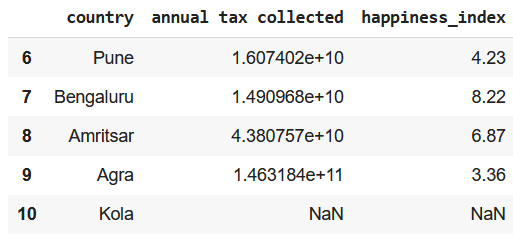 country annual tax collected happiness_index
6 Pune 1.607402e+10 4.23
7 Bengaluru 1.490968e+10 8.22
8 Amritsar 4.380757e+10 6.87
9 Agra 1.463184e+11 3.36
10 Kola NaN NaN